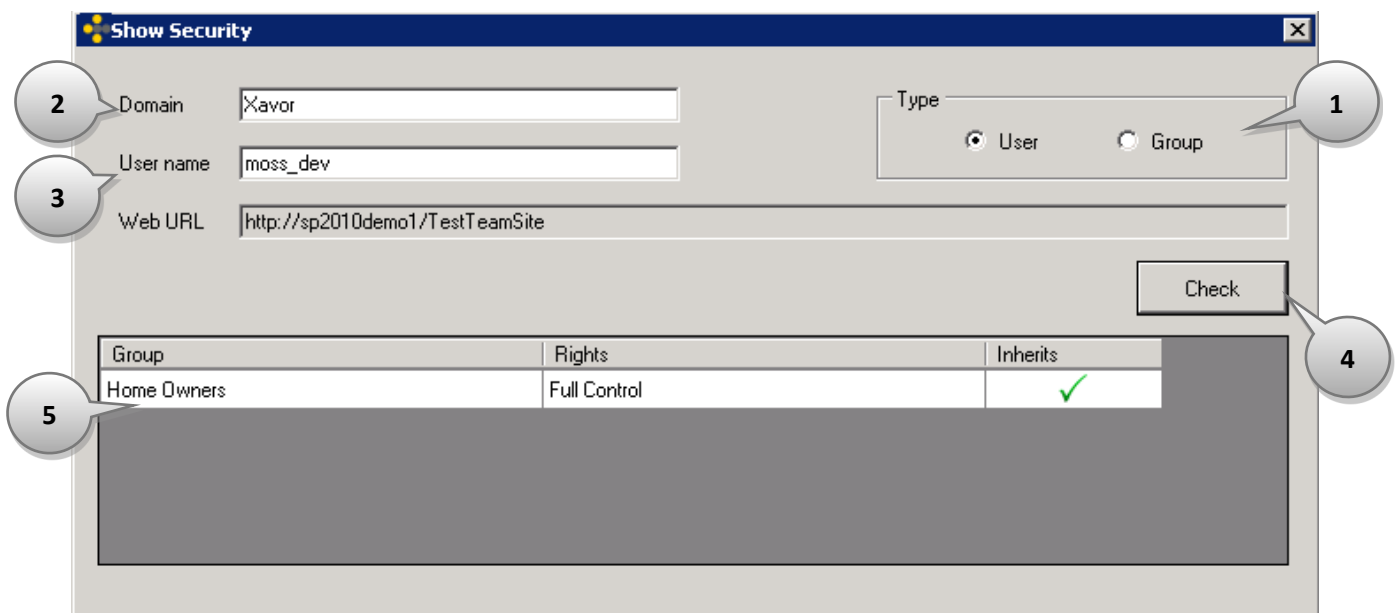 Show Security
2
Domain
Xavor
Type
User
Group
1
User name
moss_dev
3
Web URL
http://sp2010demo1/TestTeamSite
Check
4
Group Rights Inherits
Home Owners Full Control
5